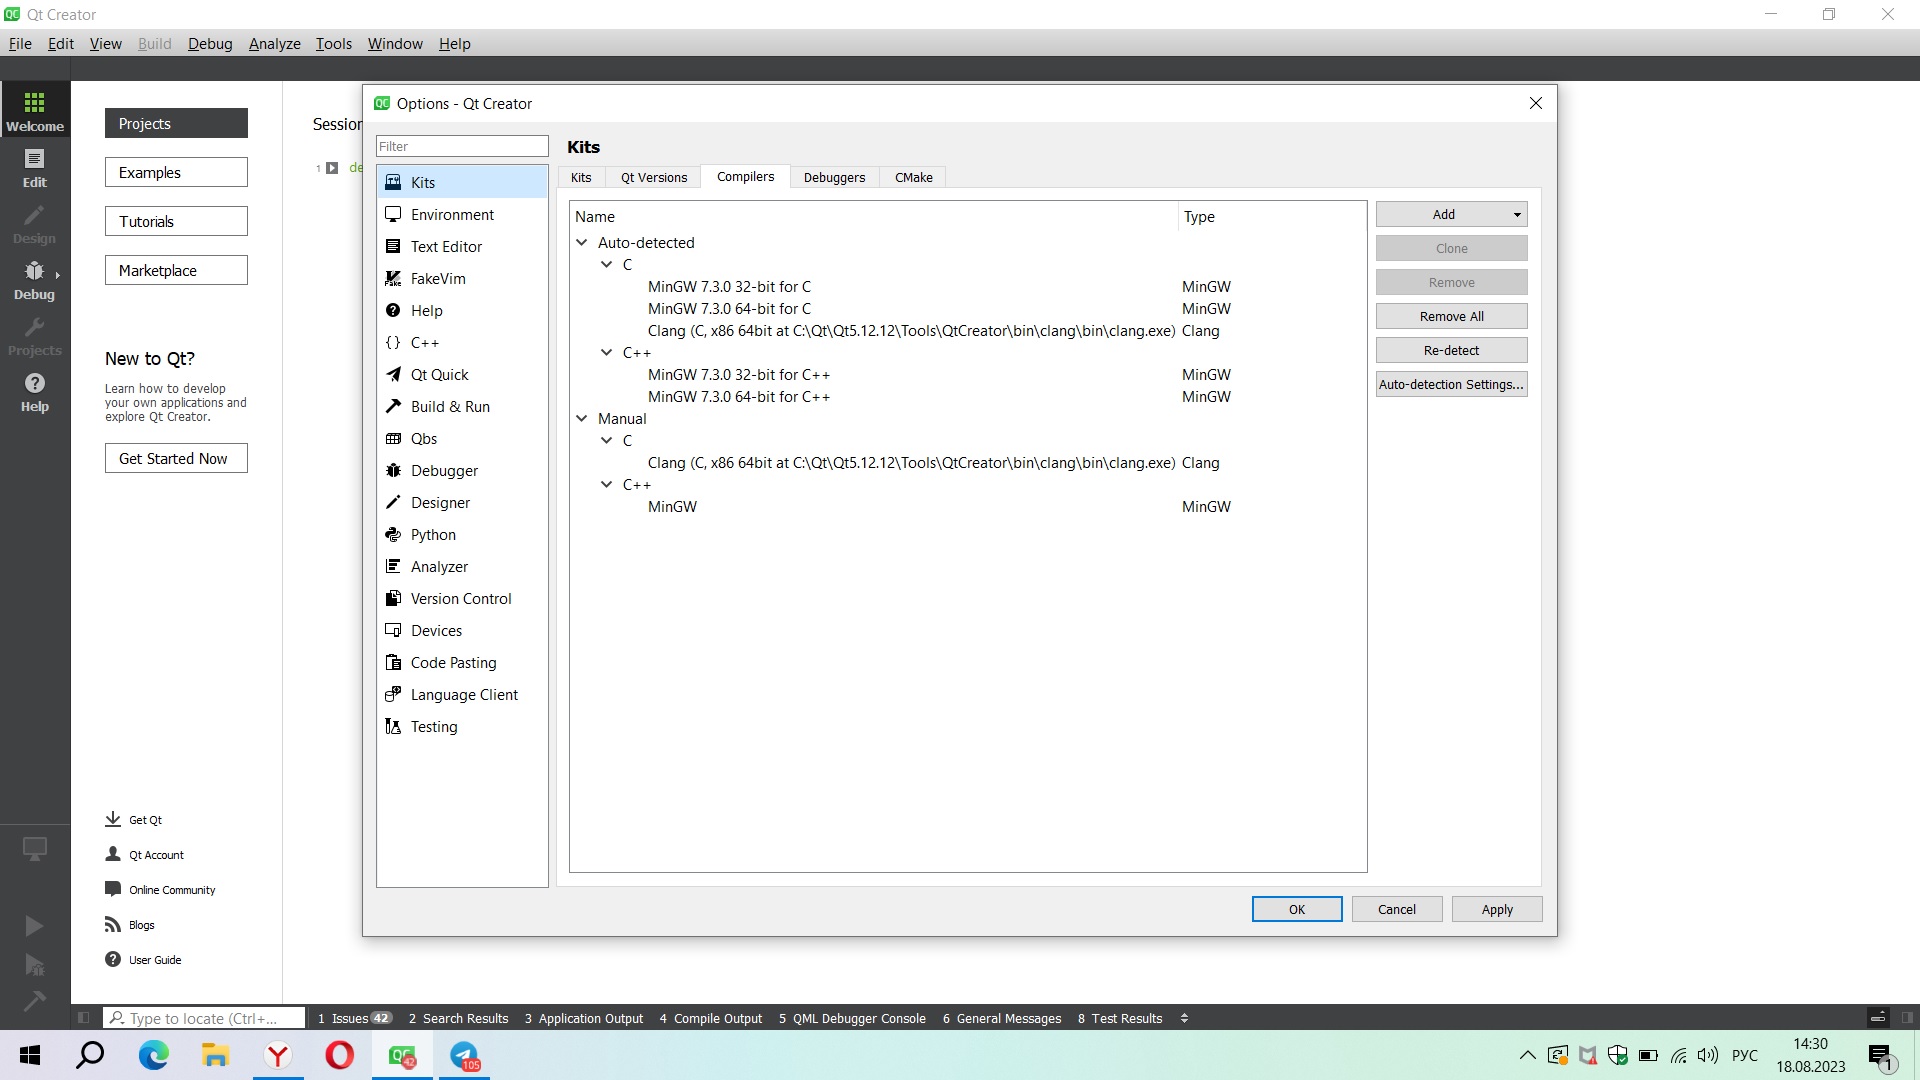 Qt Creator
File Edit View Build Debug Analyze Tools Window Help
Welcome
Edit
Design
Debug
Projects
Help
Projects
Examples
Tutorials
Marketplace
New to Qt?
Learn how to develop
your own applications and
explore Qt Creator.
Get Started Now
Get Qt
Qt Account
Online Community
Blogs
User Guide
Session
1 de
Options - Qt Creator
Filter
Kits
Environment
Text Editor
FakeVim
Help
C++
Qt Quick
Build & Run
Qbs
Debugger
Designer
Python
Analyzer
Version Control
Devices
Code Pasting
Language Client
Testing
Kits
Kits Qt Versions Compilers Debuggers CMake
Name Type
Auto-detected
C
MinGW 7.3.0 32-bit for C MinGW
MinGW 7.3.0 64-bit for C MinGW
Clang (C, x86 64bit at C:\Qt\Qt5.12.12\Tools\QtCreator\bin\clang\bin\clang.exe) Clang
C++
MinGW 7.3.0 32-bit for C++ MinGW
MinGW 7.3.0 64-bit for C++ MinGW
Manual
C
Clang (C, x86 64bit at C:\Qt\Qt5.12.12\Tools\QtCreator\bin\clang\bin\clang.exe) Clang
C++
MinGW MinGW
Add
Clone
Remove
Remove All
Re-detect
Auto-detection Settings...
OK Cancel Apply
Type to locate (Ctrl+... 1 Issues 42 2 Search Results 3 Application Output 4 Compile Output 5 QML Debugger Console 6 General Messages 8 Test Results
QC 42 105 РУС 14:30
18.08.2023 1